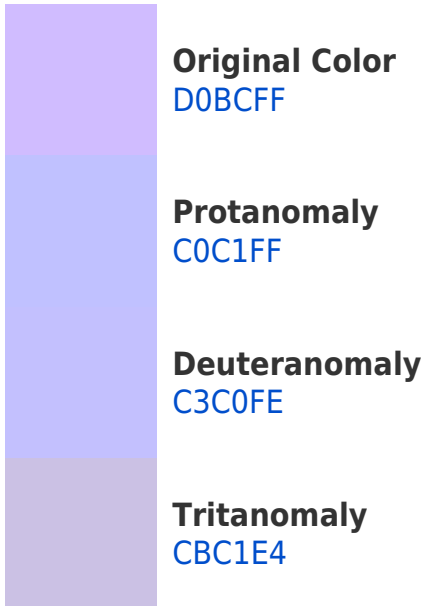 Original Color
D0BCFF
Protanomaly
C0C1FF
Deuteranomaly
C3C0FE
Tritanomaly
CBC1E4